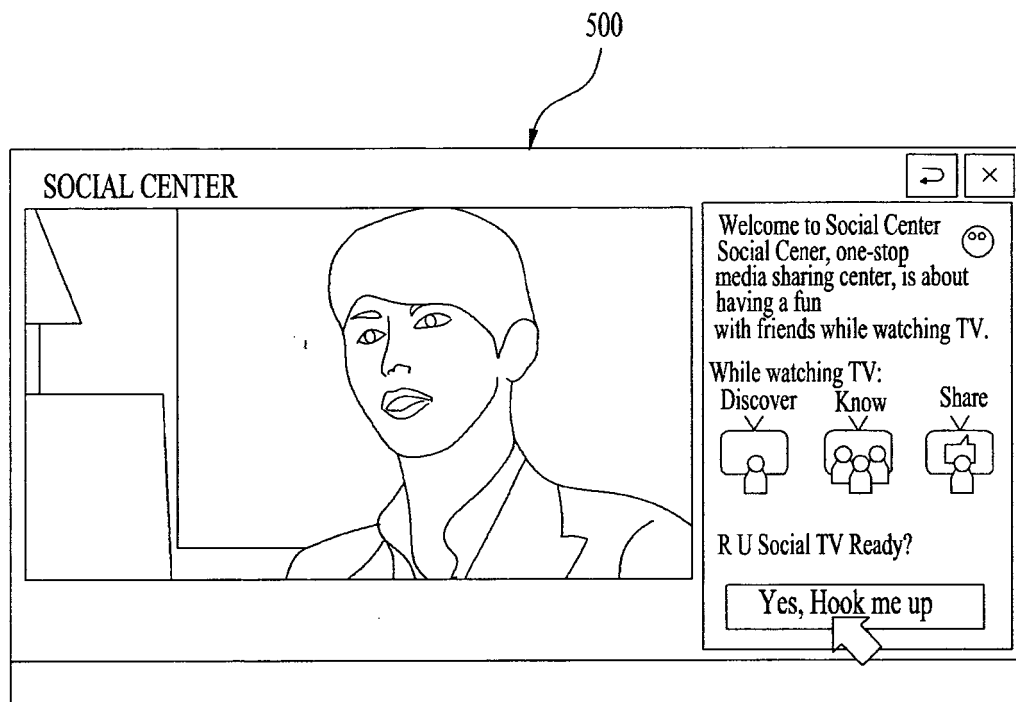 500
SOCIAL CENTER
Welcome to Social Center
Social Cener, one-stop
media sharing center, is about
having a fun
with friends while watching TV.
While watching TV:
Discover Know Share
R U Social TV Ready?
Yes, Hook me up